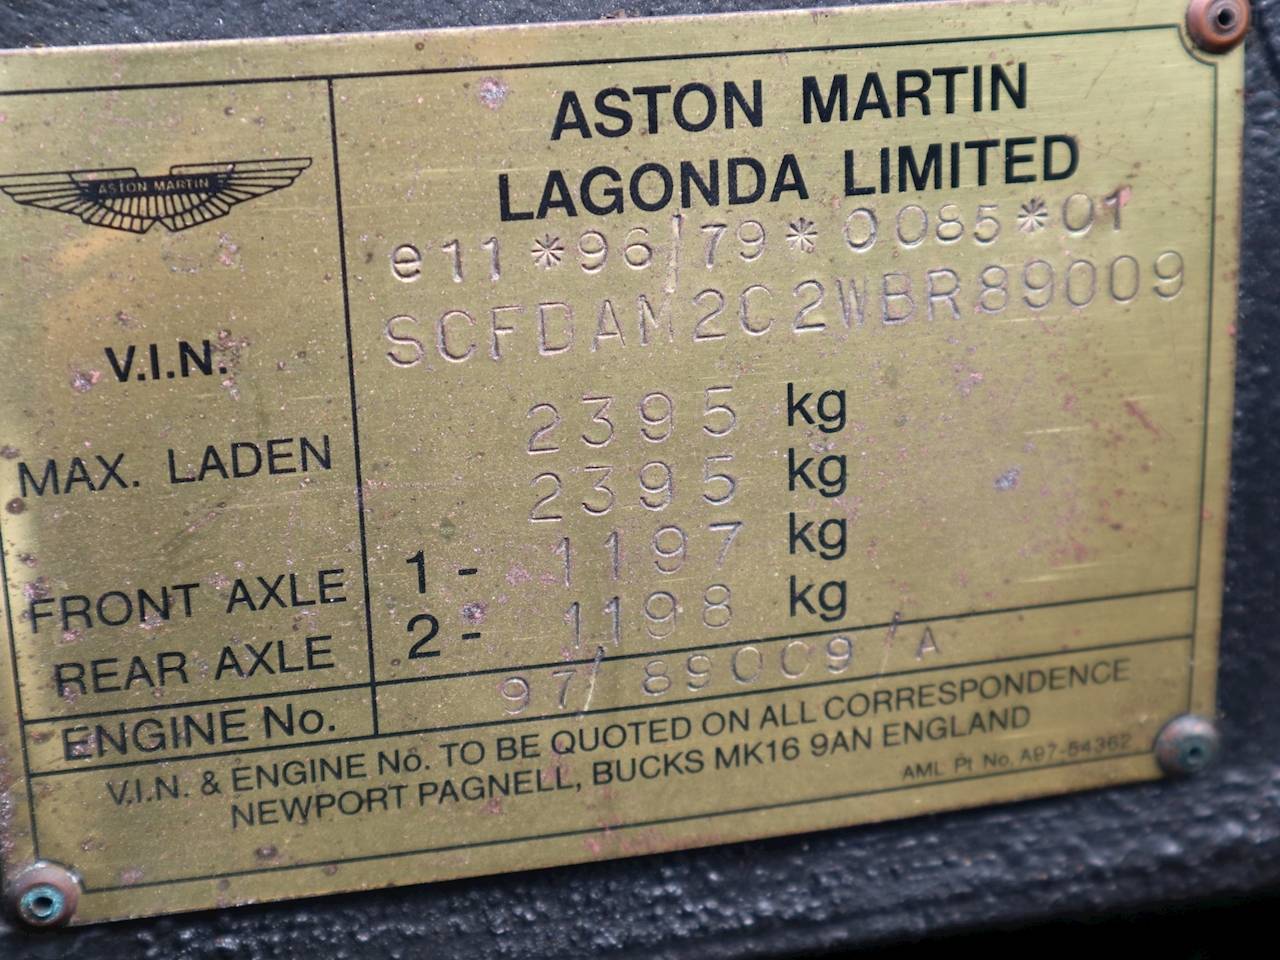 ASTON MARTIN
LAGONDA LIMITED
ASTON MARTIN
e11*96/79*0085*01
V.I.N. SCFDAM2C2WBR89009
MAX. LADEN 2395 kg
2395 kg
FRONT AXLE 1- 1197 kg
REAR AXLE 2- 1198 kg
ENGINE No. 97/89009/A
V.I.N. & ENGINE No. TO BE QUOTED ON ALL CORRESPONDENCE
NEWPORT PAGNELL, BUCKS MK16 9AN ENGLAND
AML Pt No. A97-54362